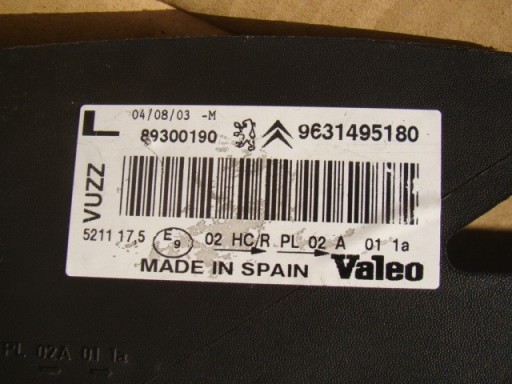 L
04/08/03 -M
89300190 9631495180
VUZZ
5211 17,5 E 9 02 HC/R PL 02 A 01 1a
MADE IN SPAIN Valeo
PL 02A 01 1a